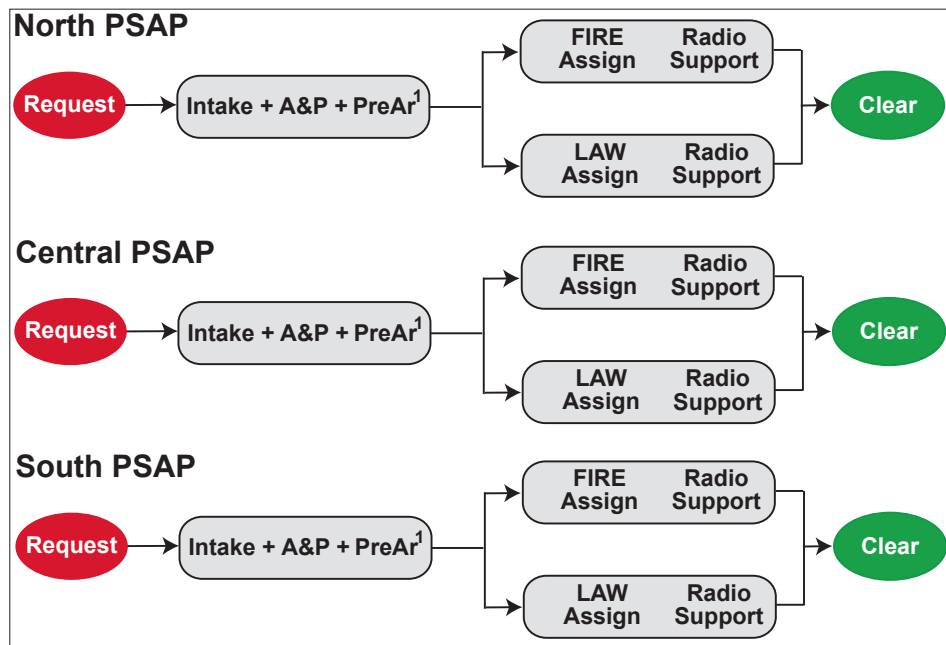 North PSAP
Request
Intake + A&P + PreAr¹
FIRE Radio
Assign Support
LAW Radio
Assign Support
Clear
Central PSAP
Request
Intake + A&P + PreAr¹
FIRE Radio
Assign Support
LAW Radio
Assign Support
Clear
South PSAP
Request
Intake + A&P + PreAr¹
FIRE Radio
Assign Support
LAW Radio
Assign Support
Clear